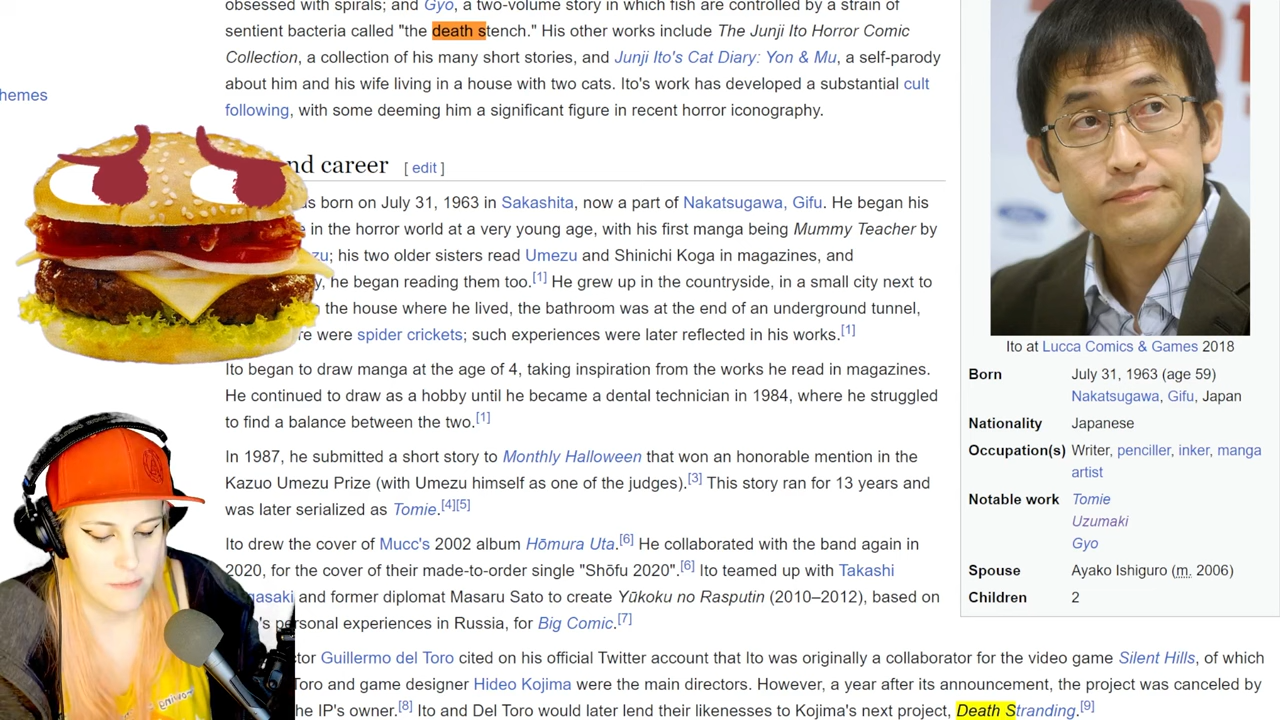 obsessed with spirals; and Gyo, a two-volume story in which fish are controlled by a strain of
sentient bacteria called "the death stench." His other works include The Junji Ito Horror Comic
Collection, a collection of his many short stories, and Junji Ito's Cat Diary: Yon & Mu, a self-parody
about him and his wife living in a house with two cats. Ito's work has developed a substantial cult
following, with some deeming him a significant figure in recent horror iconography.
hemes
nd career [ edit ]
s born on July 31, 1963 in Sakashita, now a part of Nakatsugawa, Gifu. He began his
in the horror world at a very young age, with his first manga being Mummy Teacher by
zu; his two older sisters read Umezu and Shinichi Koga in magazines, and
y, he began reading them too.[1] He grew up in the countryside, in a small city next to
the house where he lived, the bathroom was at the end of an underground tunnel,
re were spider crickets; such experiences were later reflected in his works.[1]
Ito began to draw manga at the age of 4, taking inspiration from the works he read in magazines.
He continued to draw as a hobby until he became a dental technician in 1984, where he struggled
to find a balance between the two.[1]
In 1987, he submitted a short story to Monthly Halloween that won an honorable mention in the
Kazuo Umezu Prize (with Umezu himself as one of the judges).[3] This story ran for 13 years and
was later serialized as Tomie.[4][5]
Ito drew the cover of Mucc's 2002 album Hōmura Uta.[6] He collaborated with the band again in
2020, for the cover of their made-to-order single "Shōfu 2020".[6] Ito teamed up with Takashi
gasaki and former diplomat Masaru Sato to create Yūkoku no Rasputin (2010–2012), based on
's personal experiences in Russia, for Big Comic.[7]
tor Guillermo del Toro cited on his official Twitter account that Ito was originally a collaborator for the video game Silent Hills, of which
Toro and game designer Hideo Kojima were the main directors. However, a year after its announcement, the project was canceled by
he IP's owner.[8] Ito and Del Toro would later lend their likenesses to Kojima's next project, Death Stranding.[9]
Ito at Lucca Comics & Games 2018
Born July 31, 1963 (age 59)
Nakatsugawa, Gifu, Japan
Nationality Japanese
Occupation(s) Writer, penciller, inker, manga
artist
Notable work Tomie
Uzumaki
Gyo
Spouse Ayako Ishiguro (m. 2006)
Children 2